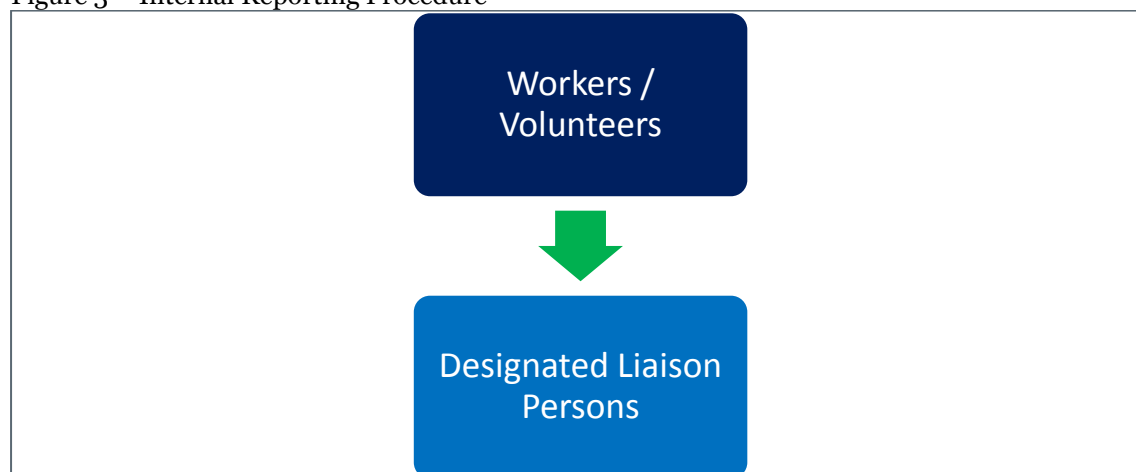 Figure 3 – Internal Reporting Procedure
Workers /
Volunteers
Designated Liaison
Persons